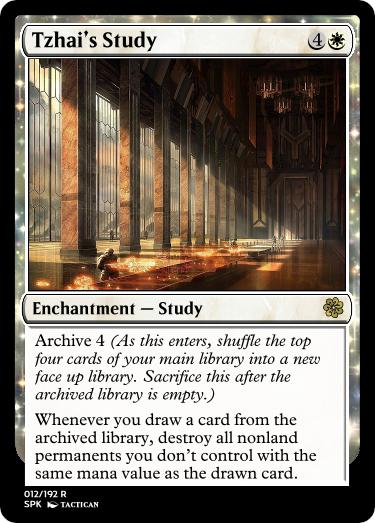 Tzhai's Study 4
Enchantment — Study
Archive 4 (As this enters, shuffle the top
four cards of your main library into a new
face up library. Sacrifice this after the
archived library is empty.)
Whenever you draw a card from the
archived library, destroy all nonland
permanents you don't control with the
same mana value as the drawn card.
012/192 R
SPK TACTICAN